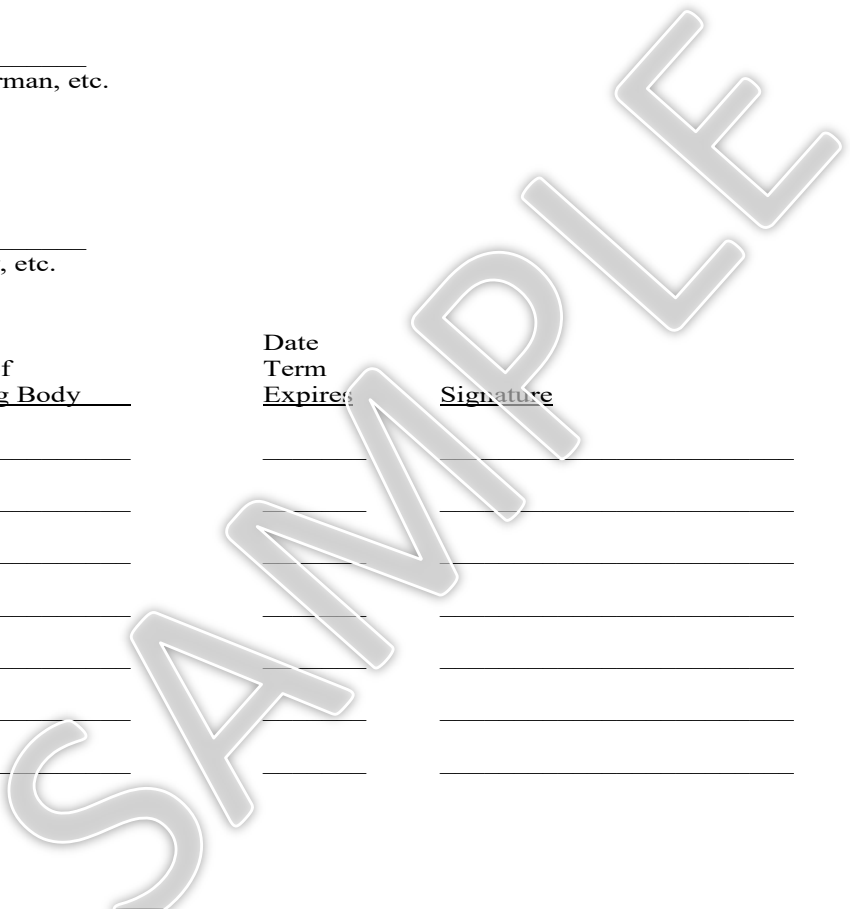 rman, etc.
, etc.
Date
f Term
g Body Expires Signature
SAMPLE